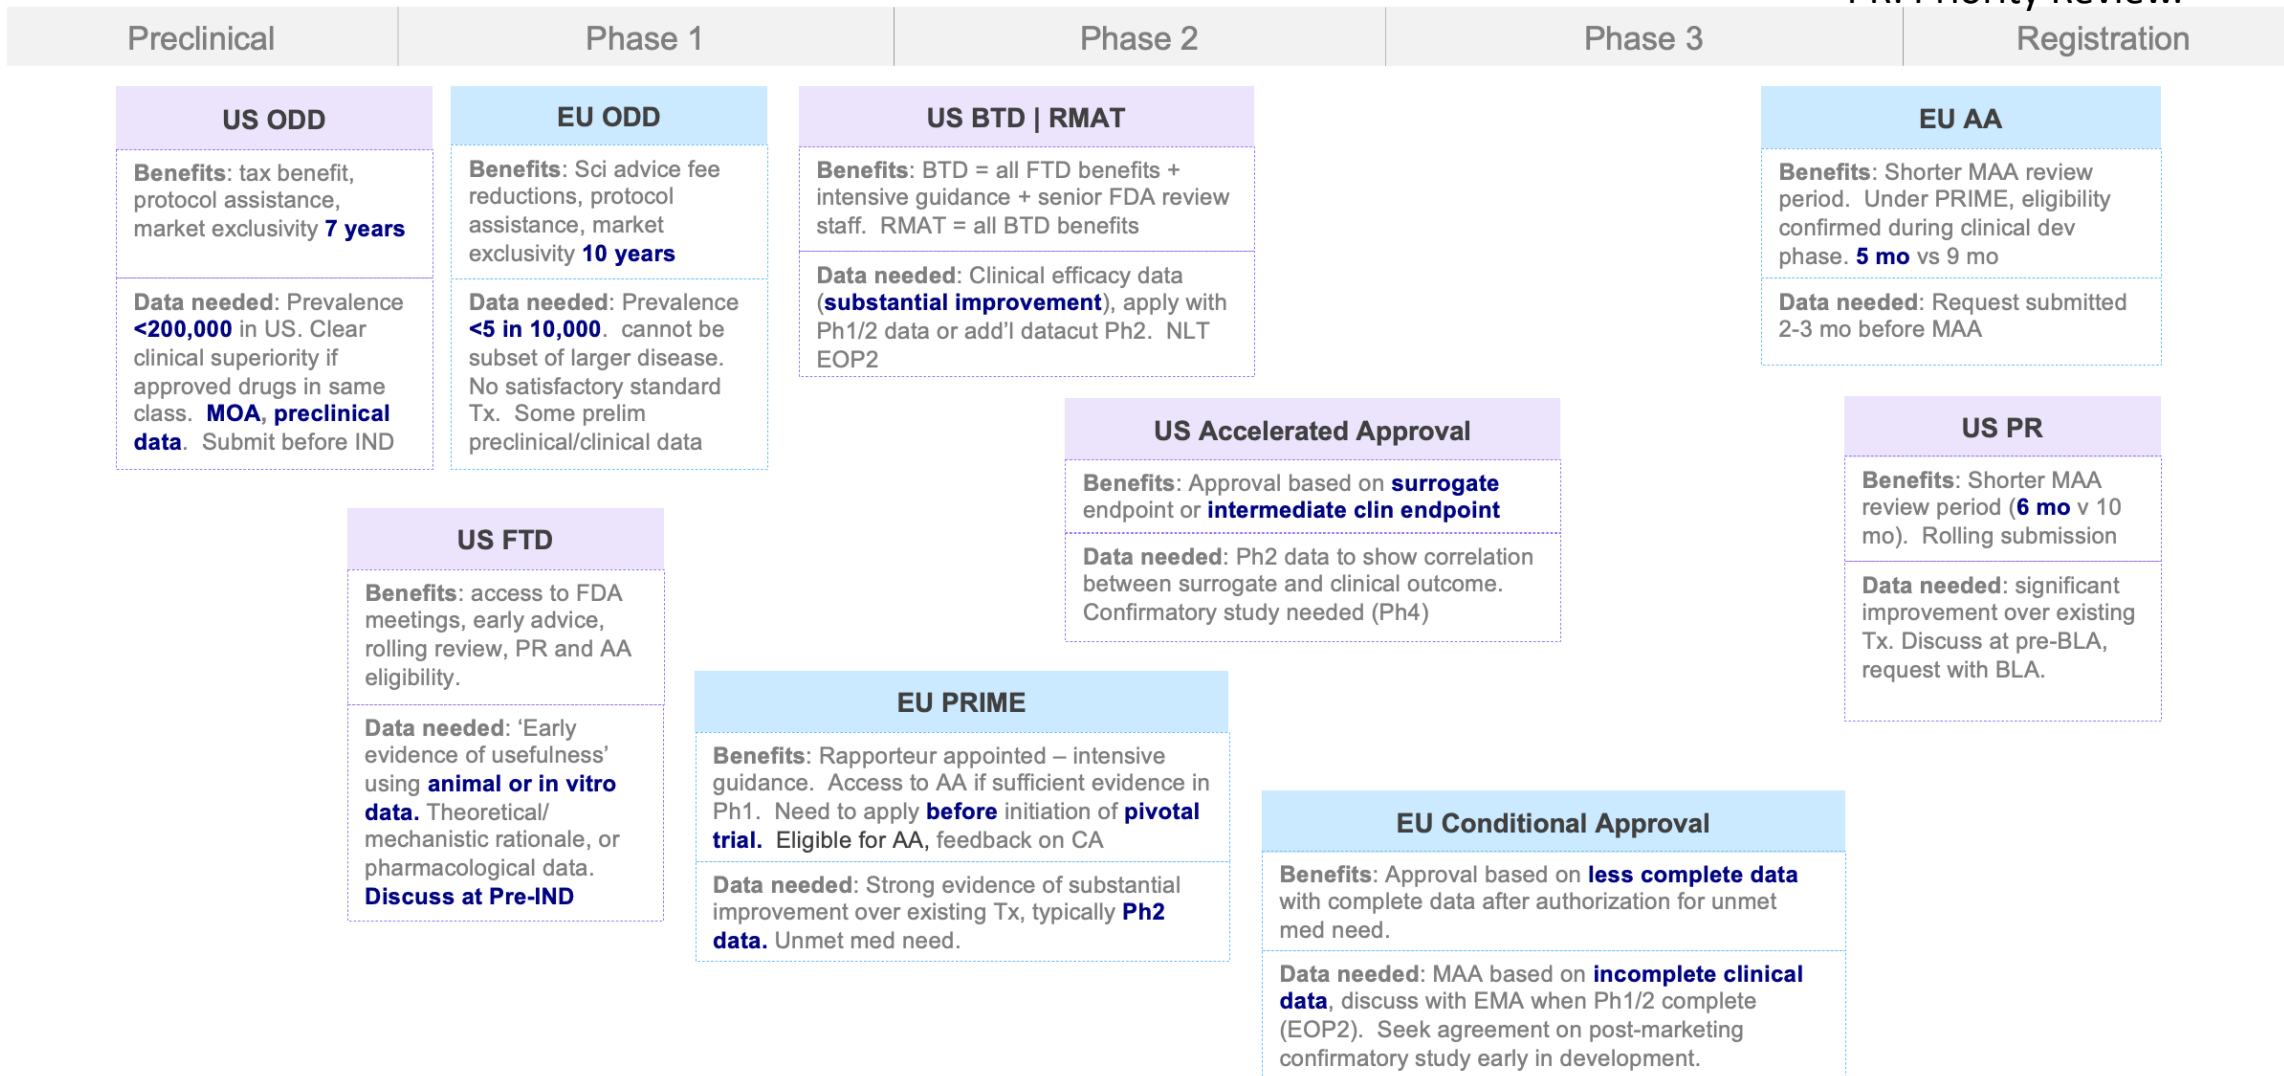 PR: Priority Review.
Preclinical
Phase 1
Phase 2
Phase 3
Registration
US ODD
Benefits: tax benefit,
protocol assistance,
market exclusivity 7 years
Data needed: Prevalence
<200,000 in US. Clear
clinical superiority if
approved drugs in same
class. MOA, preclinical
data. Submit before IND
EU ODD
Benefits: Sci advice fee
reductions, protocol
assistance, market
exclusivity 10 years
Data needed: Prevalence
<5 in 10,000. cannot be
subset of larger disease.
No satisfactory standard
Tx. Some prelim
preclinical/clinical data
US BTD | RMAT
Benefits: BTD = all FTD benefits +
intensive guidance + senior FDA review
staff. RMAT = all BTD benefits
Data needed: Clinical efficacy data
(substantial improvement), apply with
Ph1/2 data or add’l datacut Ph2. NLT
EOP2
EU AA
Benefits: Shorter MAA review
period. Under PRIME, eligibility
confirmed during clinical dev
phase. 5 mo vs 9 mo
Data needed: Request submitted
2-3 mo before MAA
US Accelerated Approval
Benefits: Approval based on surrogate
endpoint or intermediate clin endpoint
Data needed: Ph2 data to show correlation
between surrogate and clinical outcome.
Confirmatory study needed (Ph4)
US PR
Benefits: Shorter MAA
review period (6 mo v 10
mo). Rolling submission
Data needed: significant
improvement over existing
Tx. Discuss at pre-BLA,
request with BLA.
US FTD
Benefits: access to FDA
meetings, early advice,
rolling review, PR and AA
eligibility.
Data needed: ‘Early
evidence of usefulness’
using animal or in vitro
data. Theoretical/
mechanistic rationale, or
pharmacological data.
Discuss at Pre-IND
EU PRIME
Benefits: Rapporteur appointed – intensive
guidance. Access to AA if sufficient evidence in
Ph1. Need to apply before initiation of pivotal
trial. Eligible for AA, feedback on CA
Data needed: Strong evidence of substantial
improvement over existing Tx, typically Ph2
data. Unmet med need.
EU Conditional Approval
Benefits: Approval based on less complete data
with complete data after authorization for unmet
med need.
Data needed: MAA based on incomplete clinical
data, discuss with EMA when Ph1/2 complete
(EOP2). Seek agreement on post-marketing
confirmatory study early in development.